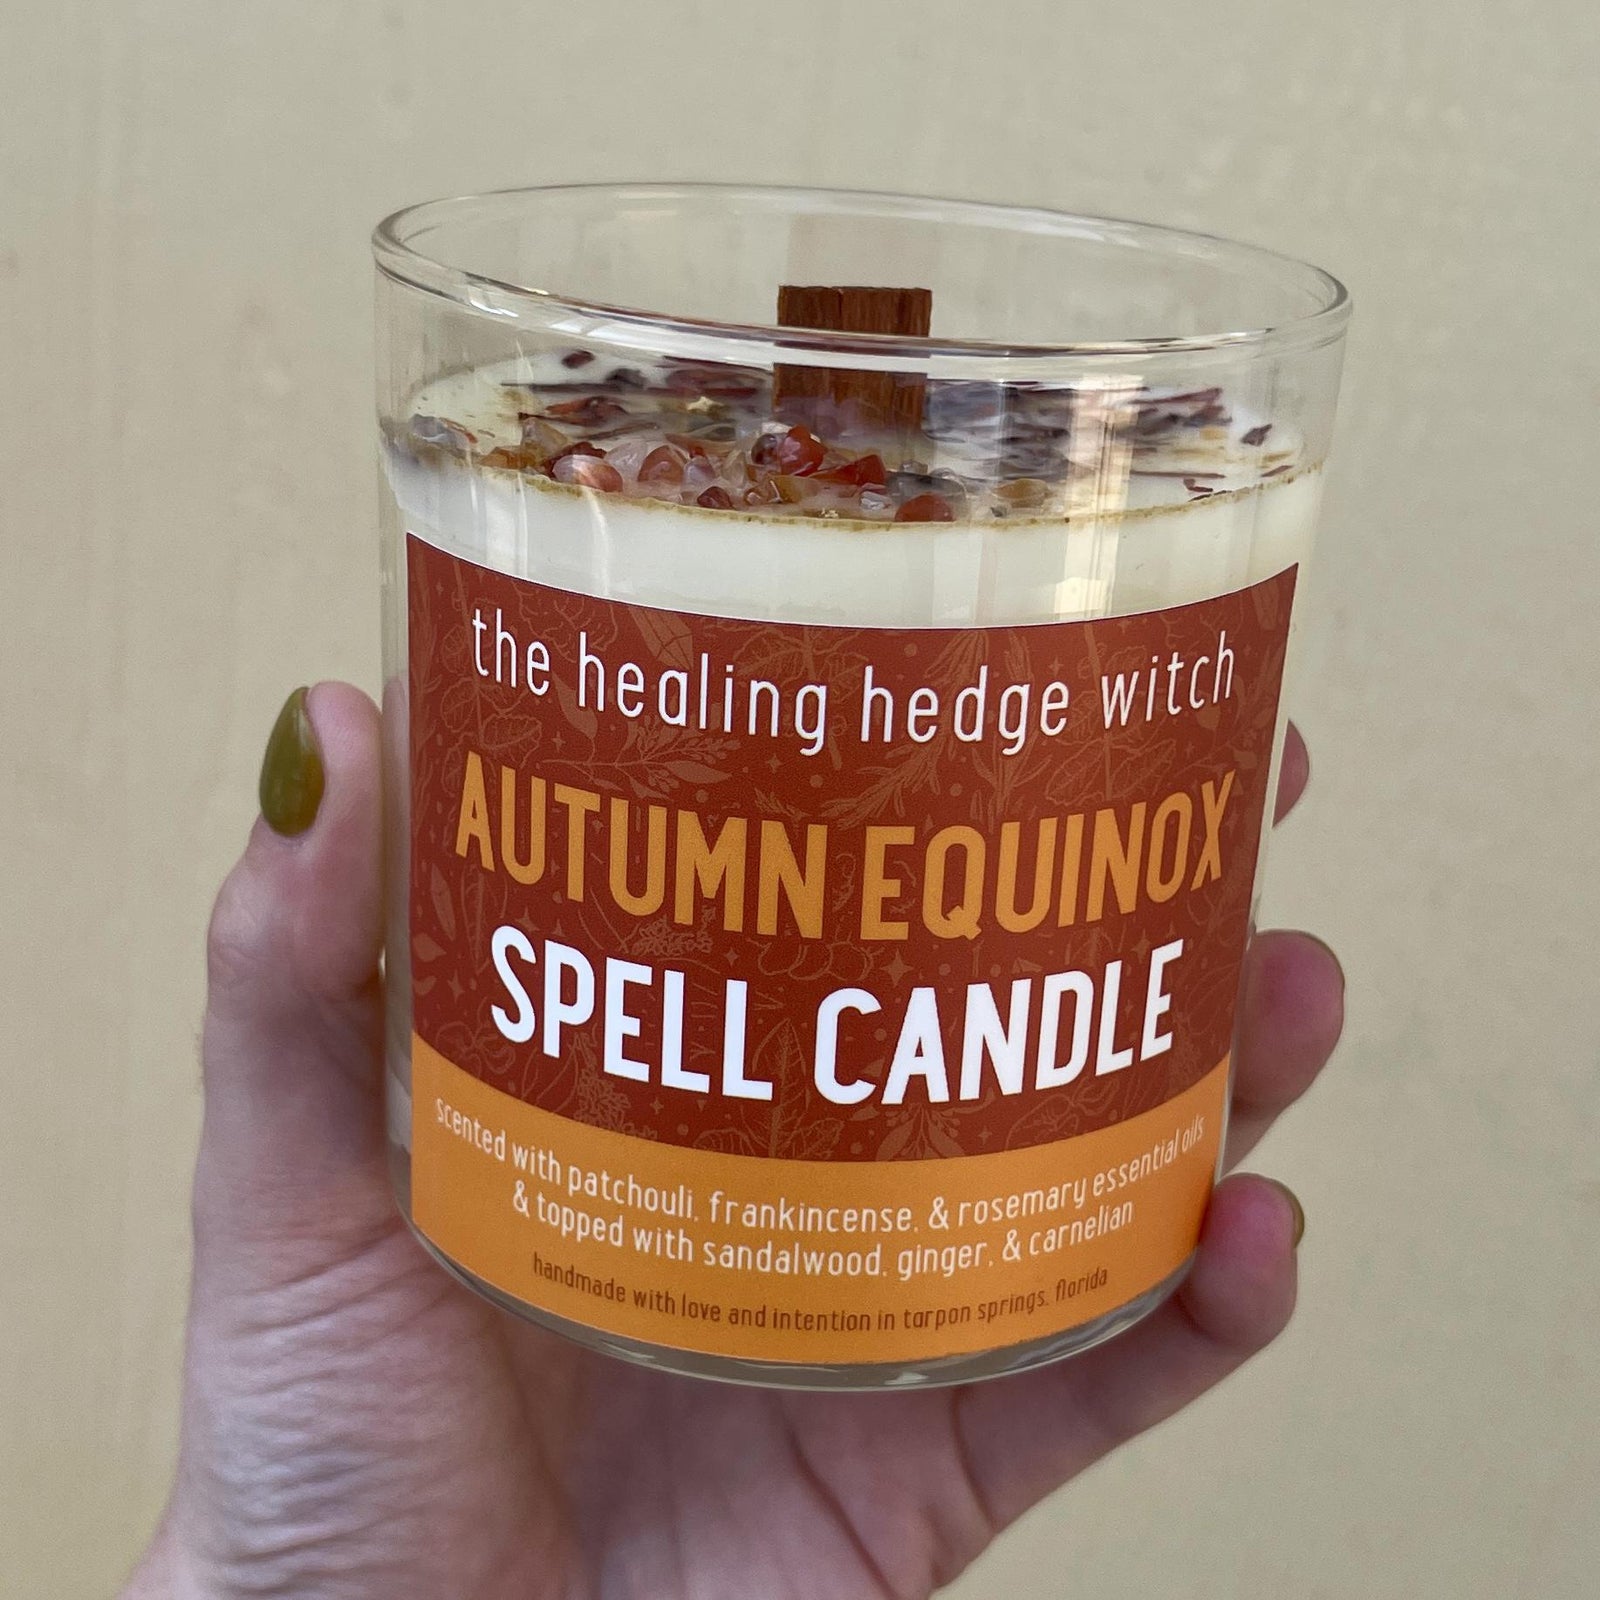 the healing hedge witch
AUTUMN EQUINOX
SPELL CANDLE
scented with patchouli, frankincense, & rosemary essential oils
& topped with sandalwood, ginger, & carnelian
handmade with love and intention in tarpon springs, florida